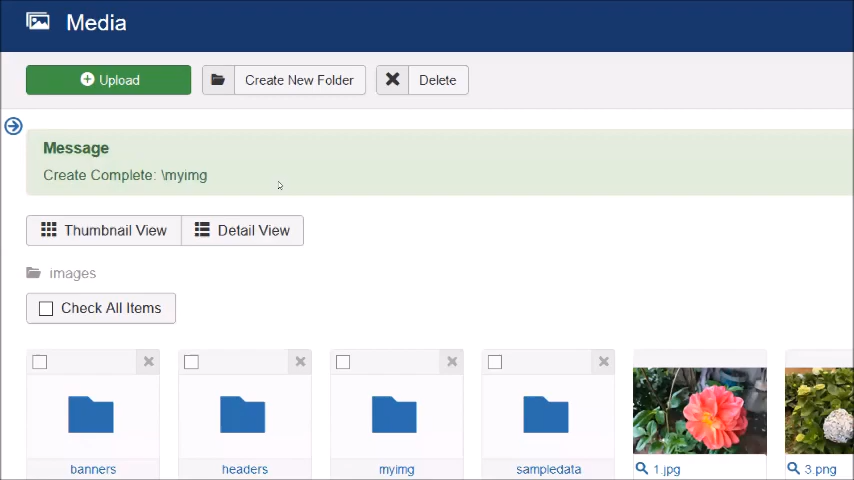 Media
Upload
Create New Folder
Delete
Message
Create Complete: \myimg
Thumbnail View
Detail View
images
Check All Items
banners
headers
myimg
sampledata
1.jpg
3.png